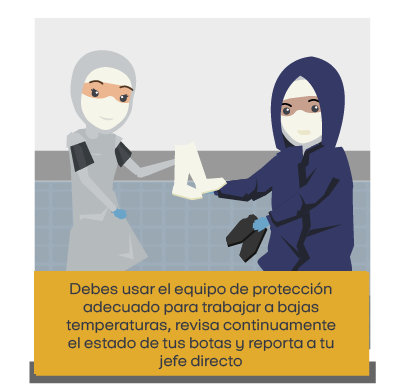 Debes usar el equipo de protección
adecuado para trabajar a bajas
temperaturas, revisa continuamente
el estado de tus botas y reporta a tu
jefe directo